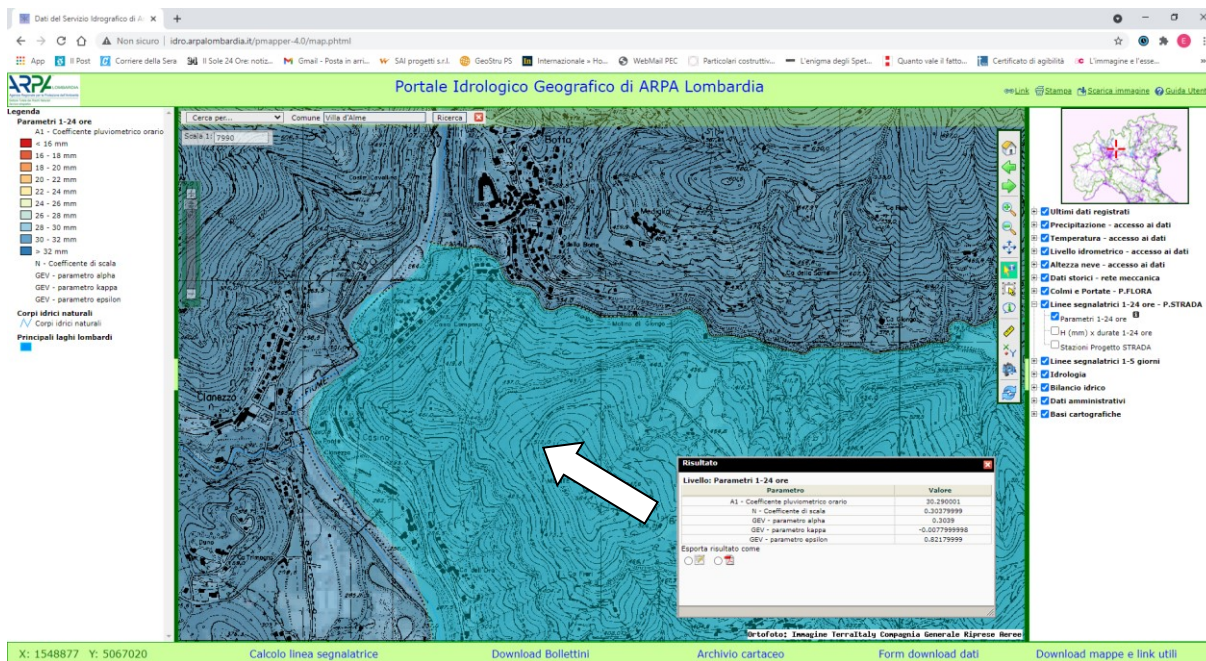 Dati del Servizio Idrografico di A
Non sicuro | idro.arpalombardia.it/pmapper-4.0/map.phtml
App Il Post Corriere della Sera Il Sole 24 Ore: notiz... Gmail - Posta in arri... SAI progetti s.r.l. GeoStru PS Internazionale » Ho... WebMail PEC Particolari costruttiv... L'enigma degli Spet... Quanto vale il fatto... Certificato di agibilità L'immagine e l'esse... »
ARPA LOMBARDIA
Portale Idrologico Geografico di ARPA Lombardia
Link Stampa Scarica immagine Guida Utente
Legenda
Parametri 1-24 ore
A1 - Coefficiente pluviometrico orario
< 16 mm
16 - 18 mm
18 - 20 mm
20 - 22 mm
22 - 24 mm
24 - 26 mm
26 - 28 mm
28 - 30 mm
30 - 32 mm
> 32 mm
N - Coefficente di scala
GEV - parametro alpha
GEV - parametro kappa
GEV - parametro epsilon
Corpi idrici naturali
Corpi idrici naturali
Principali laghi lombardi
Cerca per... Comune Villa d'Alme Ricerca
Scala 1: 7990
Botta
Clanezzo
Ultimi dati registrati
Precipitazione - accesso ai dati
Temperatura - accesso ai dati
Livello idrometrico - accesso ai dati
Altezza neve - accesso ai dati
Dati storici - rete meccanica
Colmi e Portate - P.FLORA
Linee segnalatrici 1-24 ore - P.STRADA
Parametri 1-24 ore
H (mm) x durate 1-24 ore
Stazioni Progetto STRADA
Linee segnalatrici 1-5 giorni
Idrologia
Bilancio idrico
Dati amministrativi
Basi cartografiche
Risultato
Livello: Parametri 1-24 ore
Parametro Valore
A1 - Coefficiente pluviometrico orario 30.290001
N - Coefficiente di scala 0.30379999
GEV - parametro alpha 0.3039
GEV - parametro kappa -0.0077999998
GEV - parametro epsilon 0.82179999
Esporta risultato come
Ortofoto: Immagine TerraItaly Compagnia Generale Riprese Aeree
X: 1548877 Y: 5067020 Calcolo linea segnalatrice Download Bollettini Archivio cartaceo Form download dati Download mappe e link utili